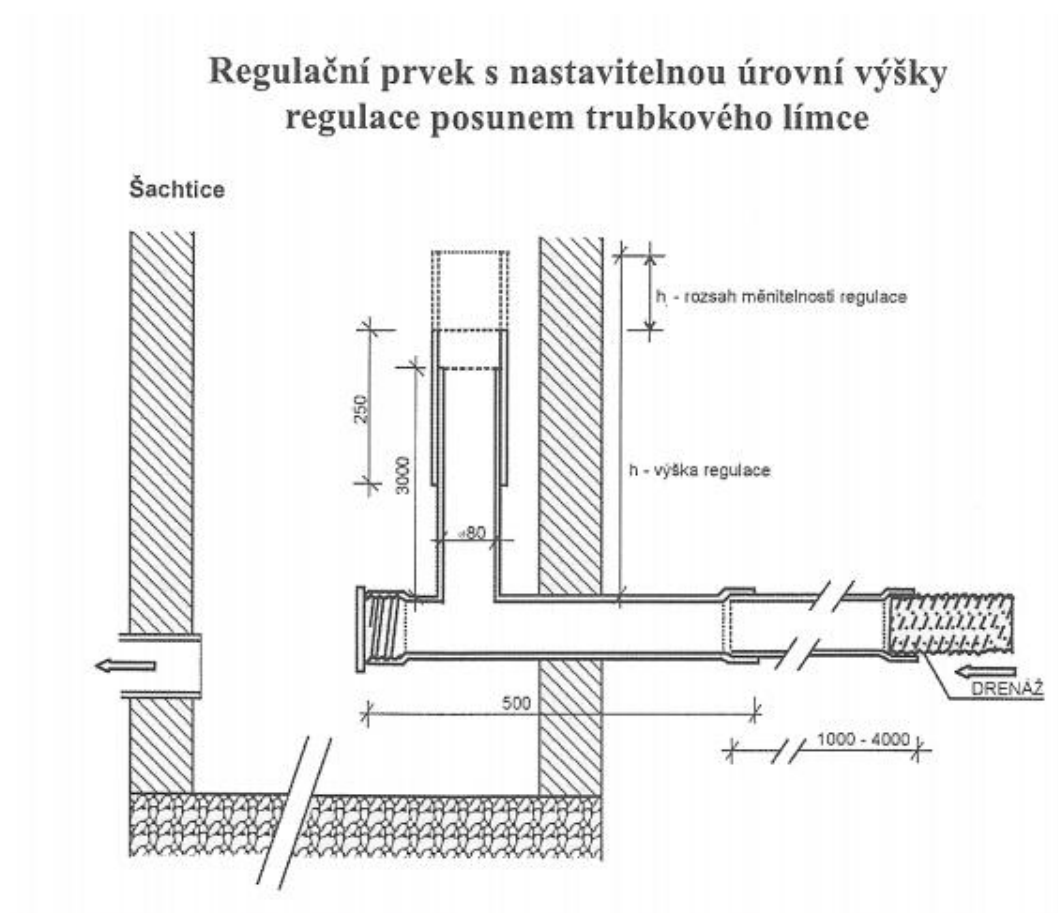 Regulační prvek s nastavitelnou úrovní výšky
regulace posunem trubkového límce
Šachtice
h - rozsah měnitelnosti regulace
250
3000
h - výška regulace
80
DRENÁŽ
500
1000 - 4000